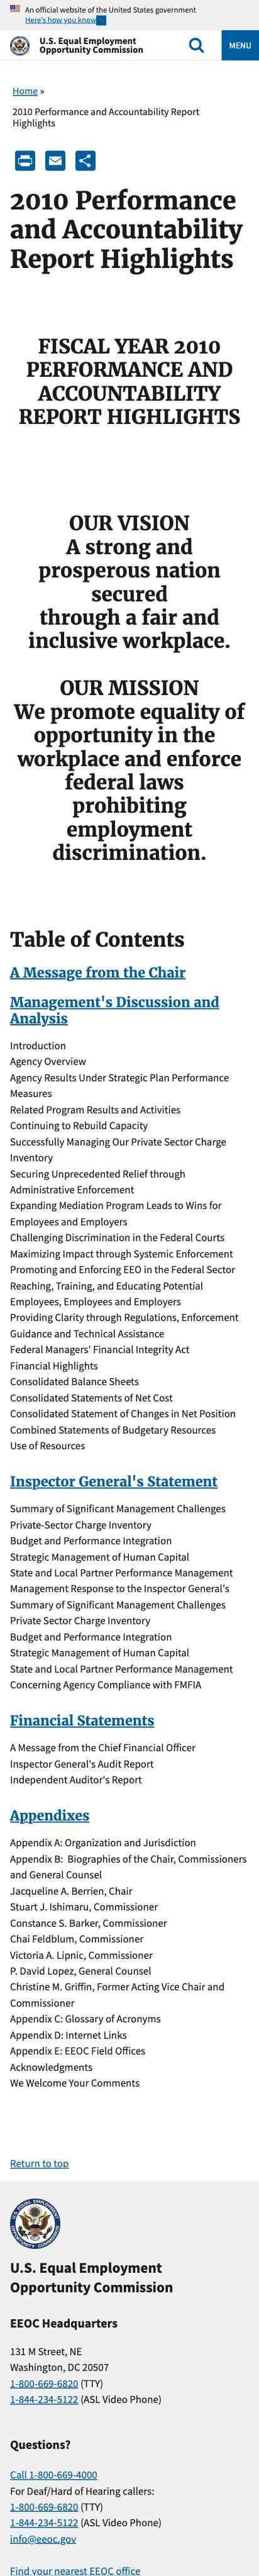 An official website of the United States government
Here's how you know
U.S. Equal Employment
Opportunity Commission
MENU
Home »
2010 Performance and Accountability Report
Highlights
2010 Performance
and Accountability
Report Highlights
FISCAL YEAR 2010
PERFORMANCE AND
ACCOUNTABILITY
REPORT HIGHLIGHTS
OUR VISION
A strong and
prosperous nation
secured
through a fair and
inclusive workplace.
OUR MISSION
We promote equality of
opportunity in the
workplace and enforce
federal laws
prohibiting
employment
discrimination.
Table of Contents
A Message from the Chair
Management's Discussion and
Analysis
Introduction
Agency Overview
Agency Results Under Strategic Plan Performance
Measures
Related Program Results and Activities
Continuing to Rebuild Capacity
Successfully Managing Our Private Sector Charge
Inventory
Securing Unprecedented Relief through
Administrative Enforcement
Expanding Mediation Program Leads to Wins for
Employees and Employers
Challenging Discrimination in the Federal Courts
Maximizing Impact through Systemic Enforcement
Promoting and Enforcing EEO in the Federal Sector
Reaching, Training, and Educating Potential
Employees, Employees and Employers
Providing Clarity through Regulations, Enforcement
Guidance and Technical Assistance
Federal Managers' Financial Integrity Act
Financial Highlights
Consolidated Balance Sheets
Consolidated Statements of Net Cost
Consolidated Statement of Changes in Net Position
Combined Statements of Budgetary Resources
Use of Resources
Inspector General's Statement
Summary of Significant Management Challenges
Private-Sector Charge Inventory
Budget and Performance Integration
Strategic Management of Human Capital
State and Local Partner Performance Management
Management Response to the Inspector General's
Summary of Significant Management Challenges
Private Sector Charge Inventory
Budget and Performance Integration
Strategic Management of Human Capital
State and Local Partner Performance Management
Concerning Agency Compliance with FMFIA
Financial Statements
A Message from the Chief Financial Officer
Inspector General's Audit Report
Independent Auditor's Report
Appendixes
Appendix A: Organization and Jurisdiction
Appendix B:  Biographies of the Chair, Commissioners
and General Counsel
Jacqueline A. Berrien, Chair
Stuart J. Ishimaru, Commissioner
Constance S. Barker, Commissioner
Chai Feldblum, Commissioner
Victoria A. Lipnic, Commissioner
P. David Lopez, General Counsel
Christine M. Griffin, Former Acting Vice Chair and
Commissioner
Appendix C: Glossary of Acronyms
Appendix D: Internet Links
Appendix E: EEOC Field Offices
Acknowledgments
We Welcome Your Comments
Return to top
U.S. Equal Employment
Opportunity Commission
EEOC Headquarters
131 M Street, NE
Washington, DC 20507
1-800-669-6820 (TTY)
1-844-234-5122 (ASL Video Phone)
Questions?
Call 1-800-669-4000
For Deaf/Hard of Hearing callers:
1-800-669-6820 (TTY)
1-844-234-5122 (ASL Video Phone)
info@eeoc.gov
Find your nearest EEOC office